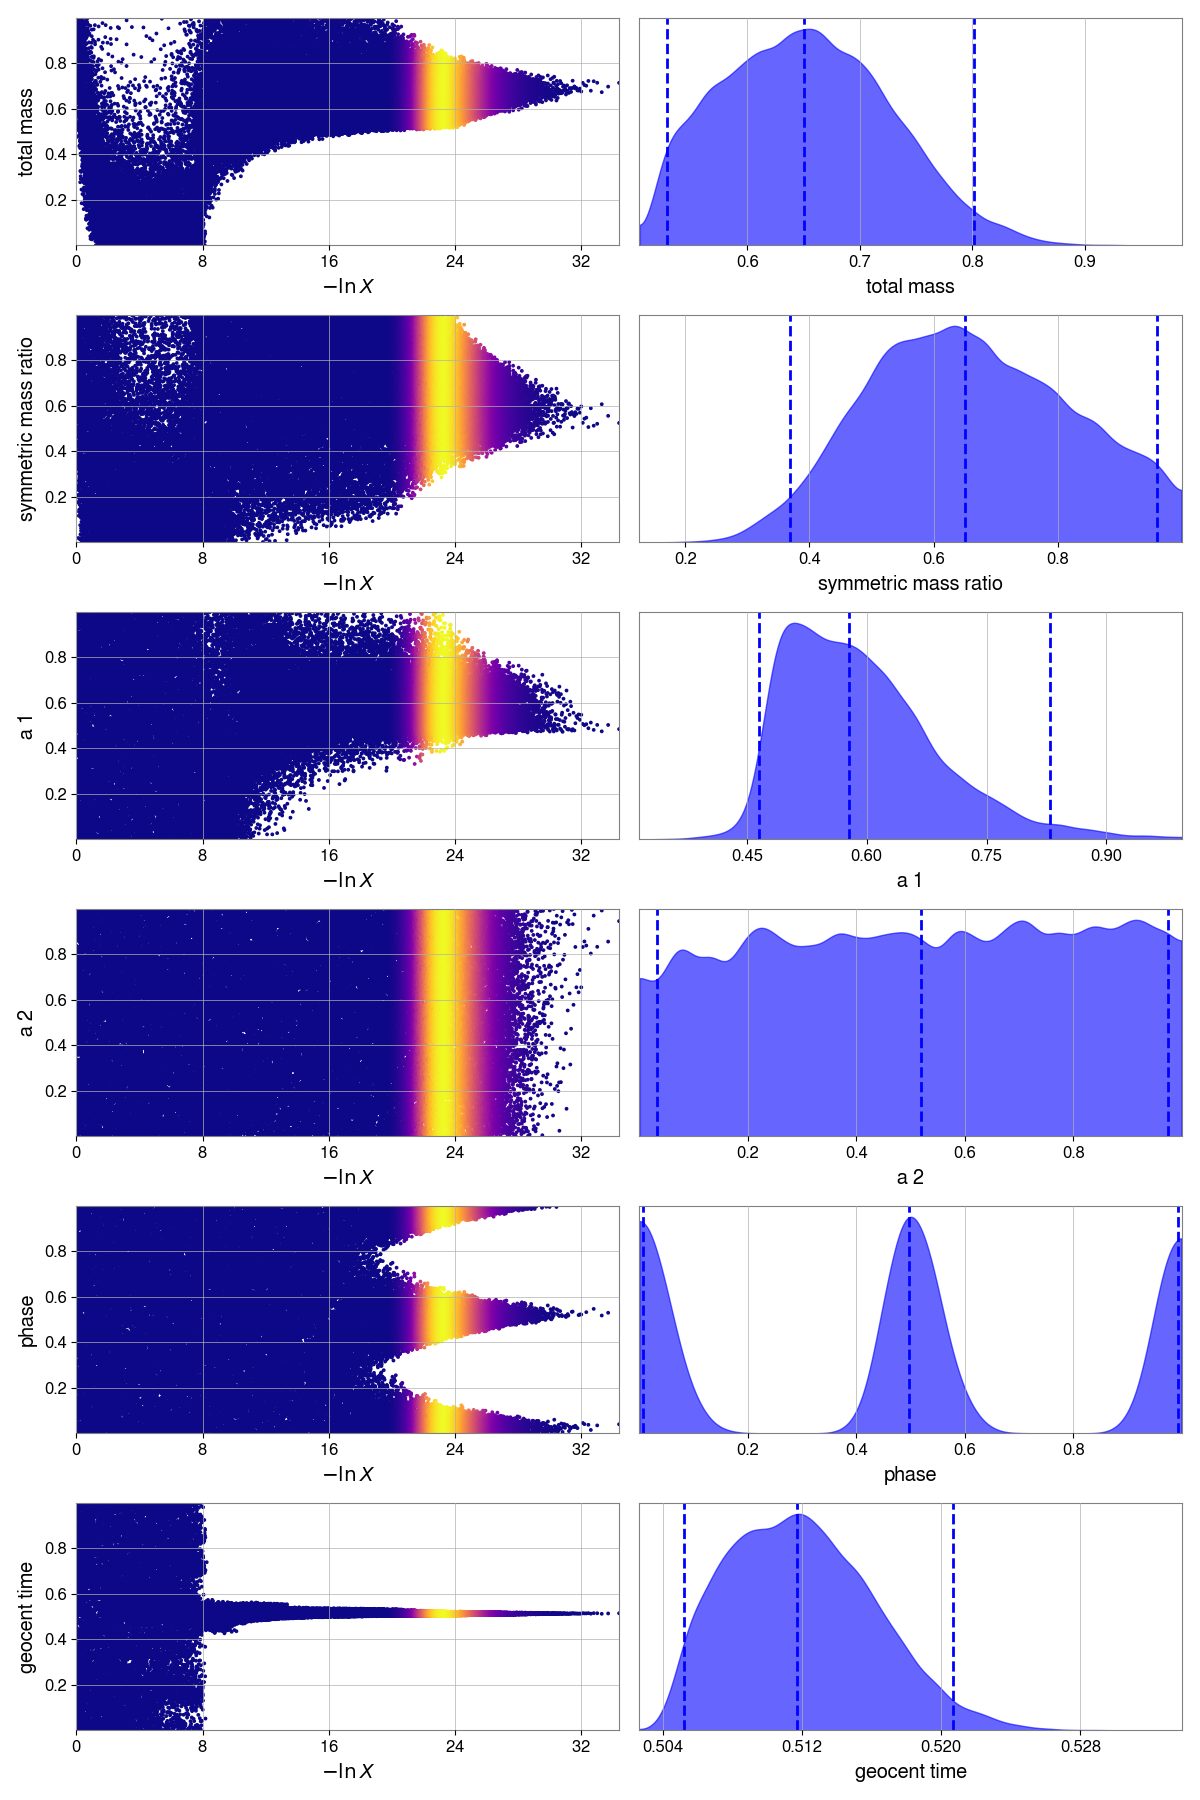 0.8
0.6
0.4
0.2
total mass
0 8 16 24 32
−ln X
0.6 0.7 0.8 0.9
total mass
0.8
0.6
0.4
0.2
symmetric mass ratio
0 8 16 24 32
−ln X
0.2 0.4 0.6 0.8
symmetric mass ratio
0.8
0.6
0.4
0.2
a 1
0 8 16 24 32
−ln X
0.45 0.60 0.75 0.90
a 1
0.8
0.6
0.4
0.2
a 2
0 8 16 24 32
−ln X
0.2 0.4 0.6 0.8
a 2
0.8
0.6
0.4
0.2
phase
0 8 16 24 32
−ln X
0.2 0.4 0.6 0.8
phase
0.8
0.6
0.4
0.2
geocent time
0 8 16 24 32
−ln X
0.504 0.512 0.520 0.528
geocent time